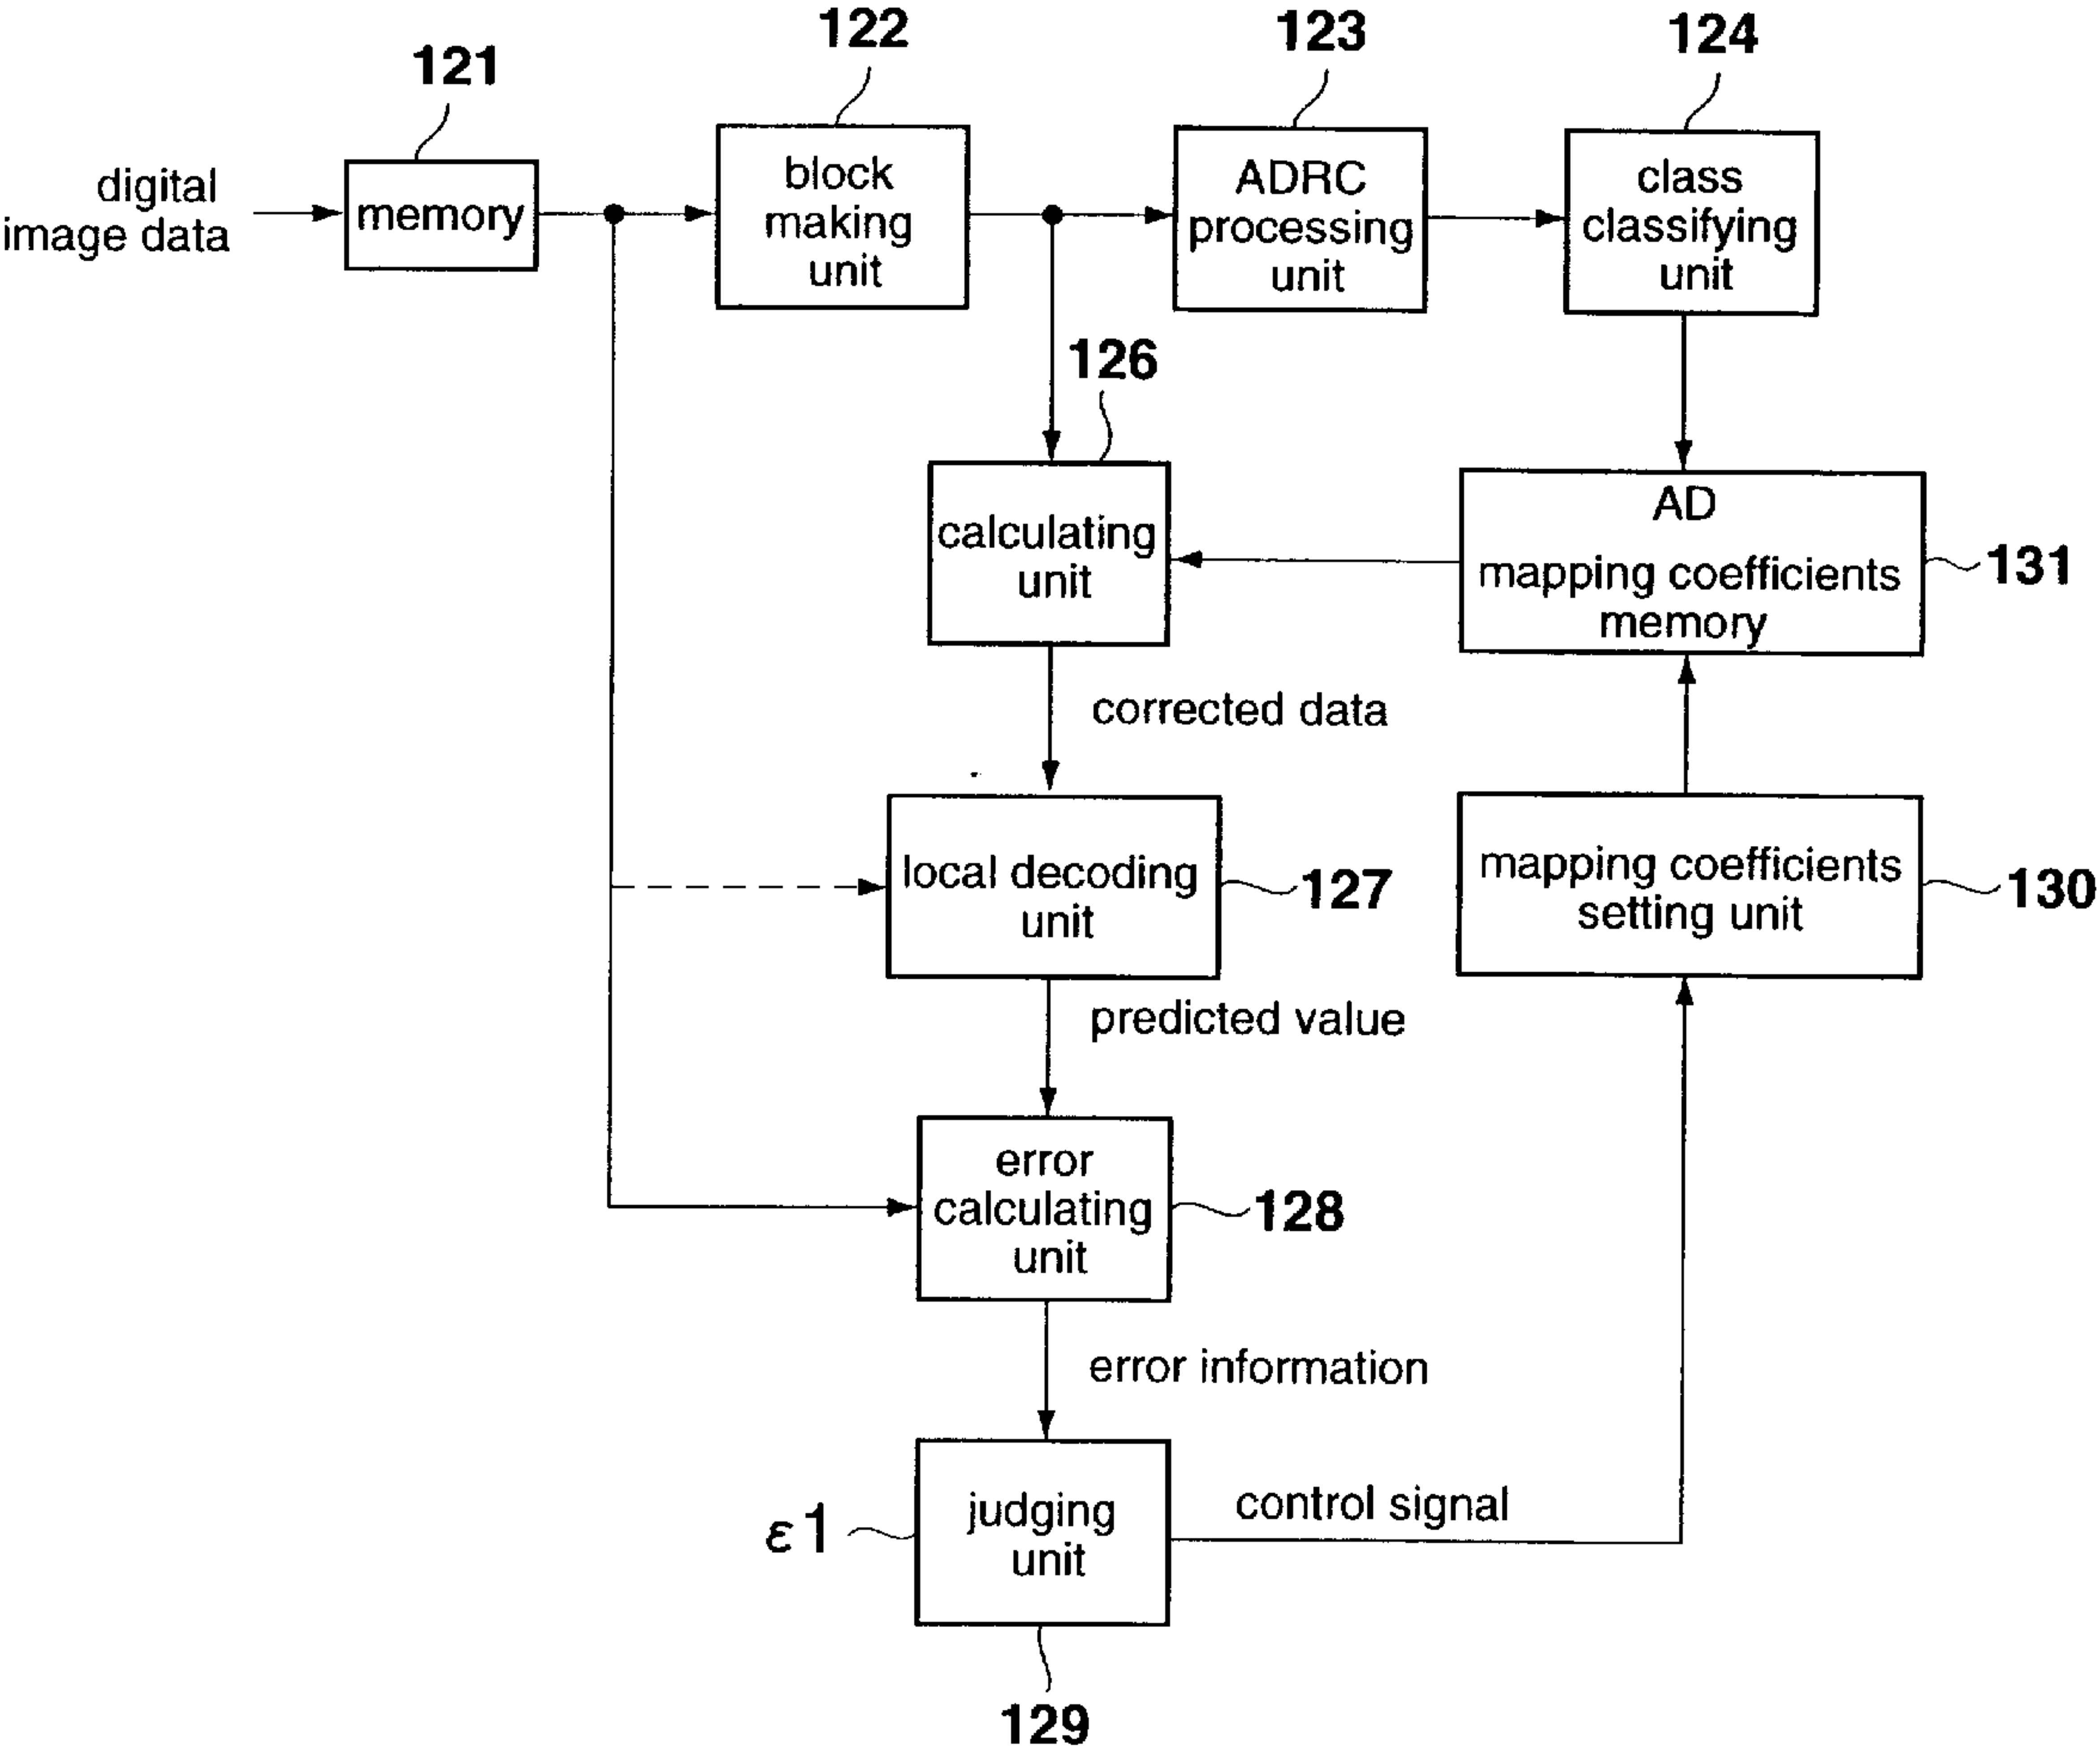 122
123
124
121
digital
image data
memory
block
making
unit
ADRC
processing
unit
class
classifying
unit
126
calculating
unit
AD
mapping coefficients
memory
131
corrected data
local decoding
unit
127
mapping coefficients
setting unit
130
predicted value
error
calculating
unit
128
error information
ε1
judging
unit
control signal
129